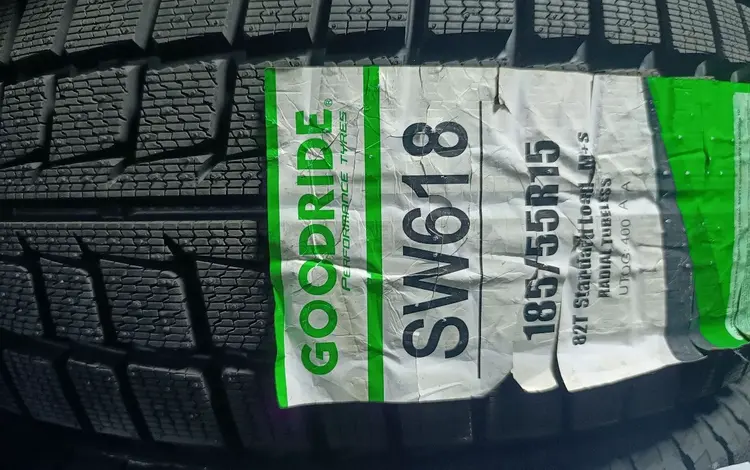 GOODRIDE®
PERFORMANCE TYRES
SW618
185/55R15
82T Standard Load M+S
RADIAL TUBELESS
UTQG 400 A A